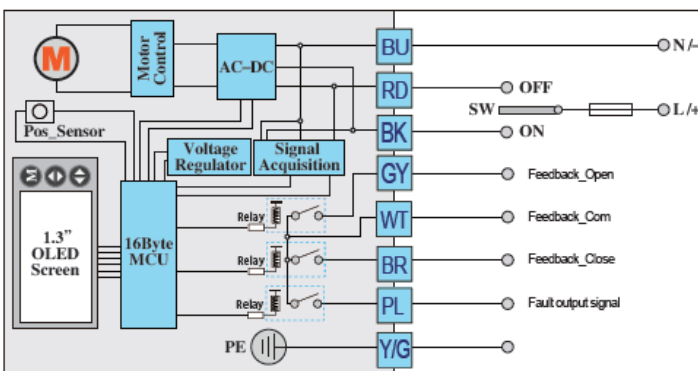 M
Motor
Control
AC-DC
BU
N/-
RD
OFF
SW
L/+
BK
ON
Pos_Sensor
Voltage
Regulator
Signal
Acquisition
GY
Feedback_Open
M
1.3”
OLED
Screen
16Byte
MCU
Relay
WT
Feedback_Com
Relay
BR
Feedback_Close
Relay
PL
Fault output signal
PE
Y/G